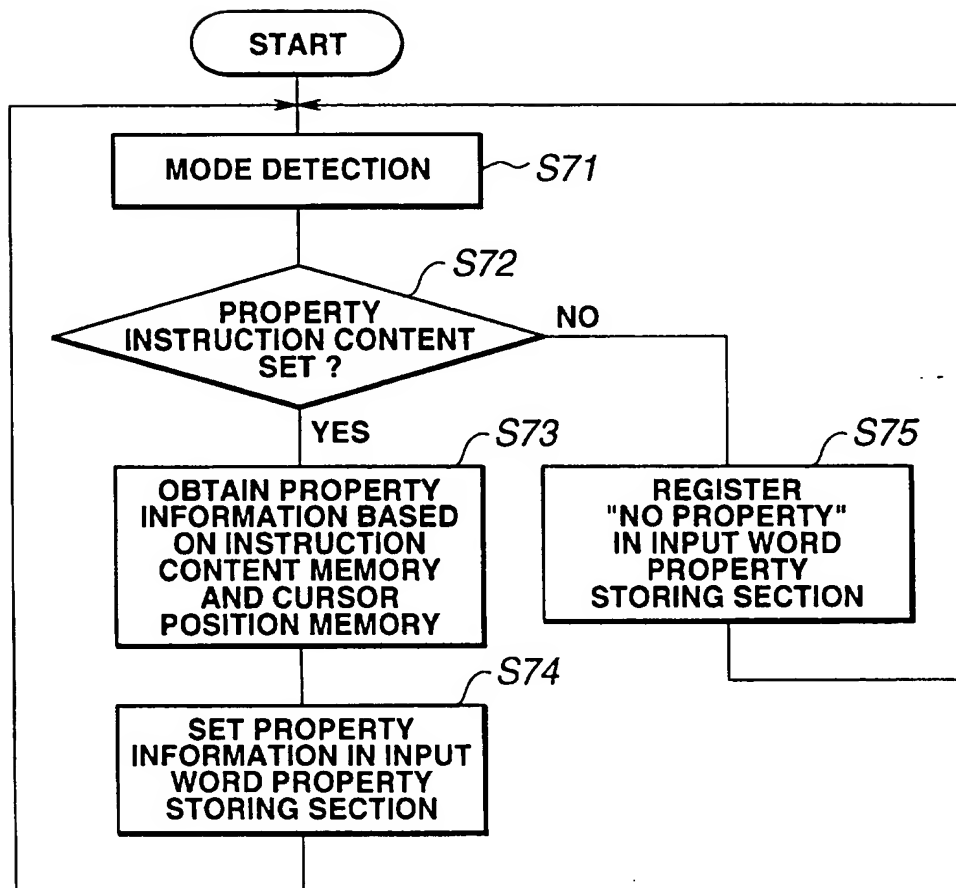 START
MODE DETECTION
S71
S72
PROPERTY
INSTRUCTION CONTENT
SET ?
NO
YES
S73
OBTAIN PROPERTY
INFORMATION BASED
ON INSTRUCTION
CONTENT MEMORY
AND CURSOR
POSITION MEMORY
S75
REGISTER
"NO PROPERTY"
IN INPUT WORD
PROPERTY
STORING SECTION
S74
SET PROPERTY
INFORMATION IN INPUT
WORD PROPERTY
STORING SECTION